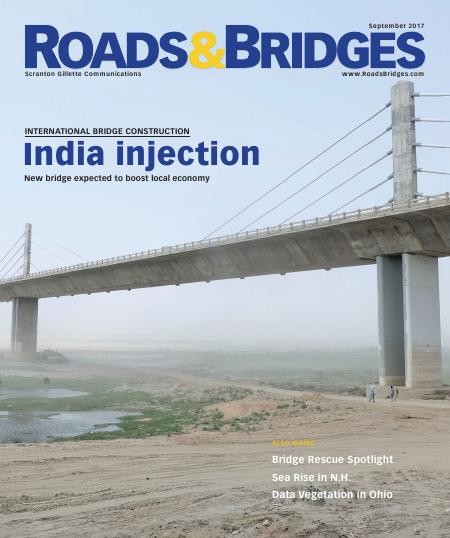 September 2017
ROADS&BRIDGES
Scranton Gillette Communications
www.RoadsBridges.com
INTERNATIONAL BRIDGE CONSTRUCTION
India injection
New bridge expected to boost local economy
ALSO INSIDE
Bridge Rescue Spotlight
Sea Rise in N.H.
Data Vegetation in Ohio